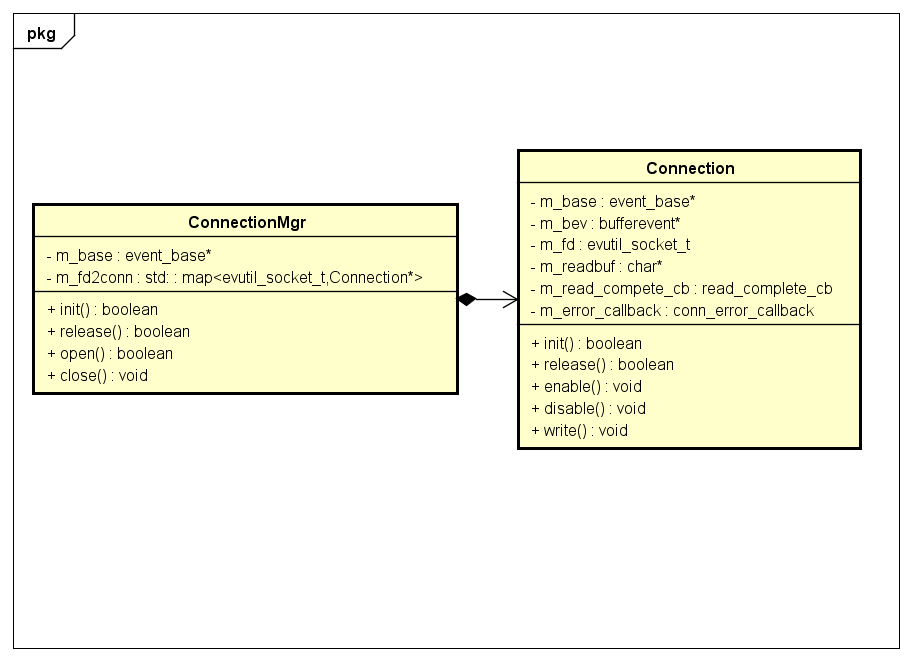 pkg
ConnectionMgr
- m_base : event_base*
- m_fd2conn : std: : map<evutil_socket_t,Connection*>
+ init() : boolean
+ release() : boolean
+ open() : boolean
+ close() : void
Connection
- m_base : event_base*
- m_bev : bufferevent*
- m_fd : evutil_socket_t
- m_readbuf : char*
- m_read_compete_cb : read_complete_cb
- m_error_callback : conn_error_callback
+ init() : boolean
+ release() : boolean
+ enable() : void
+ disable() : void
+ write() : void